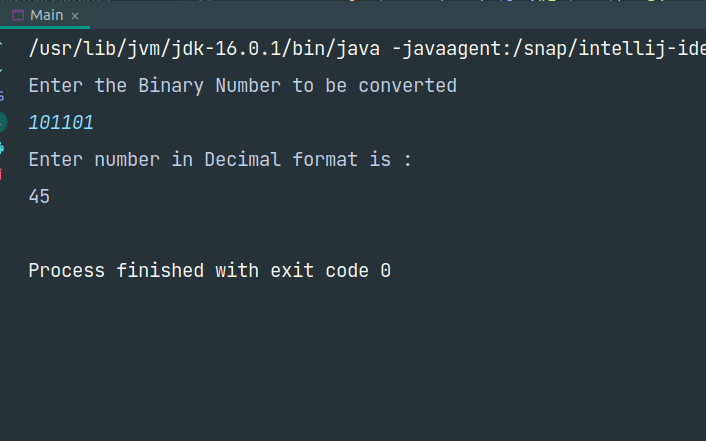 Main ×
/usr/lib/jvm/jdk-16.0.1/bin/java -javaagent:/snap/intellij-ide
Enter the Binary Number to be converted
101101
Enter number in Decimal format is :
45
Process finished with exit code 0